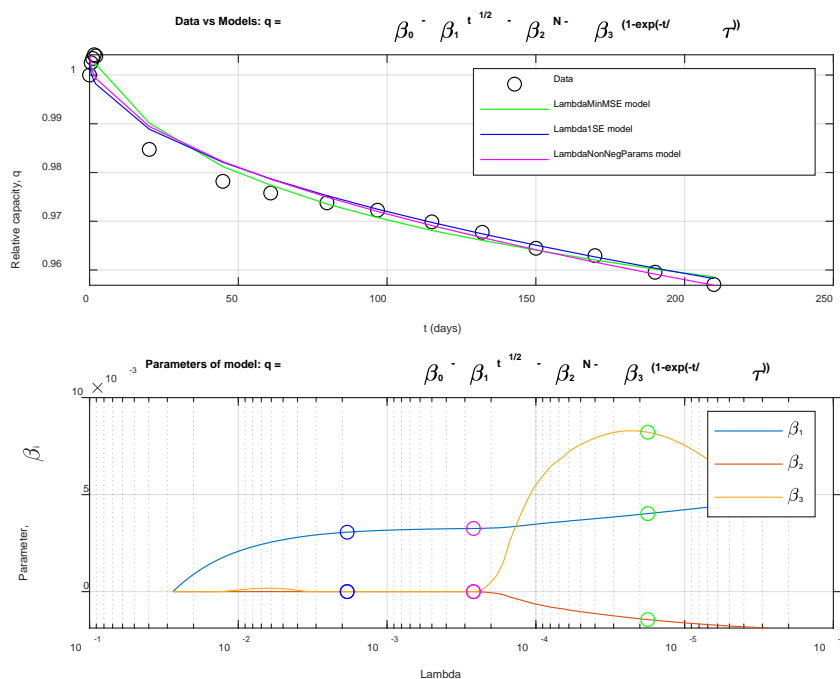 Data vs Models: q = β₀ - β₁ t 1/2 - β₂ N - β₃ (1-exp(-t/ τ))
1
0.99
0.98
0.97
0.96
Relative capacity, q
Data
LambdaMinMSE model
Lambda1SE model
LambdaNonNegParams model
0 50 100 150 200 250
t (days)
Parameters of model: q = β₀ - β₁ t 1/2 - β₂ N - β₃ (1-exp(-t/ τ))
10 × 10 -3
5
0
Parameter, βi
β₁
β₂
β₃
10 -1 10 -2 10 -3 10 -4 10 -5
Lambda